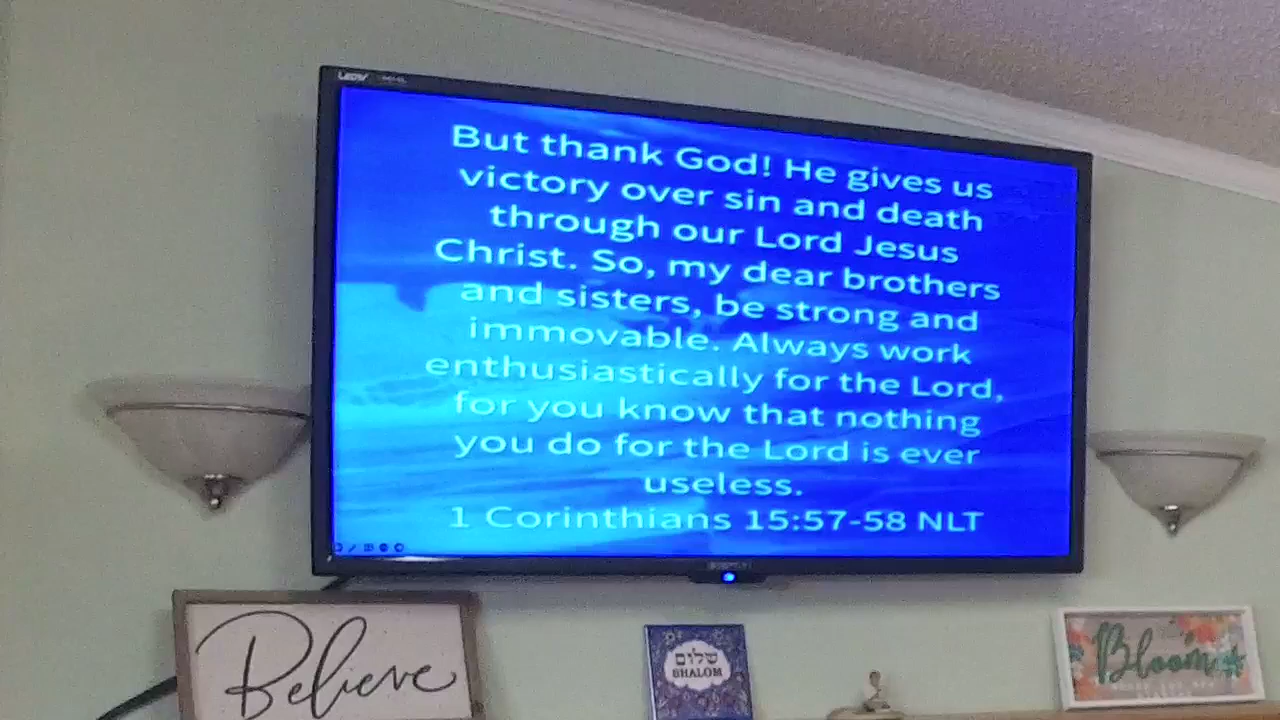 But thank God! He gives us
victory over sin and death
through our Lord Jesus
Christ. So, my dear brothers
and sisters, be strong and
immovable. Always work
enthusiastically for the Lord,
for you know that nothing
you do for the Lord is ever
useless.
1 Corinthians 15:57-58 NLT
Believe
שלום
SHALOM
Bloom